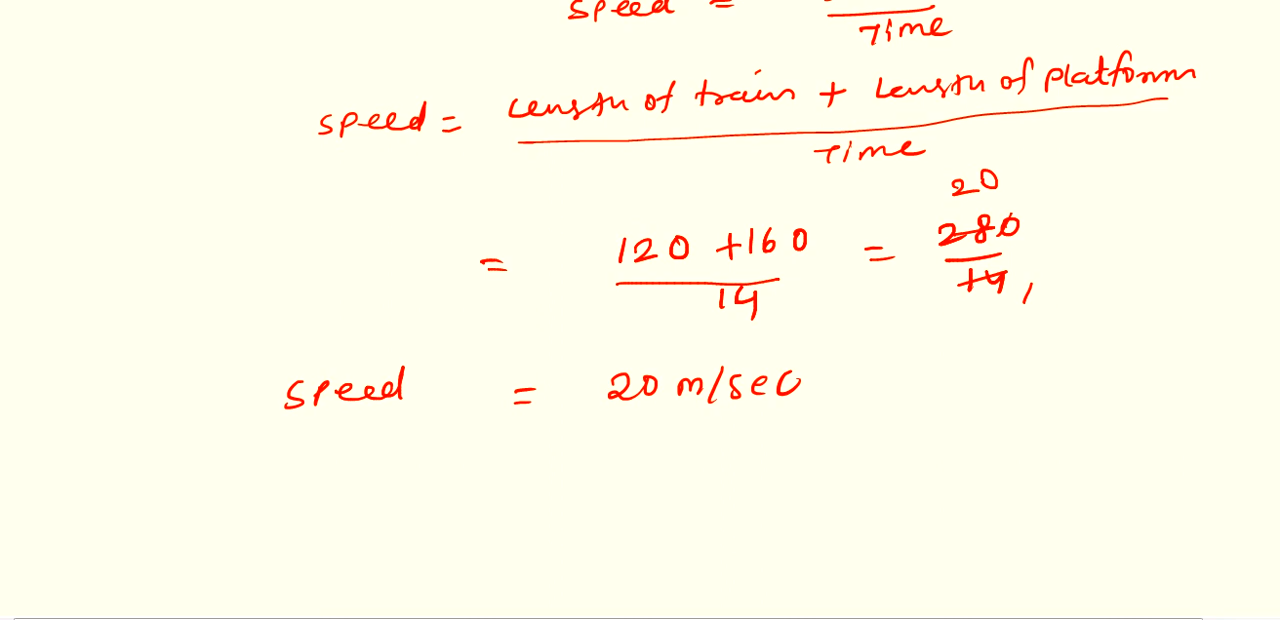 speed =
Time
speed = Length of train + Length of platform
Time
20
= 120 + 160 = 280
14 14 1
speed = 20 m/sec